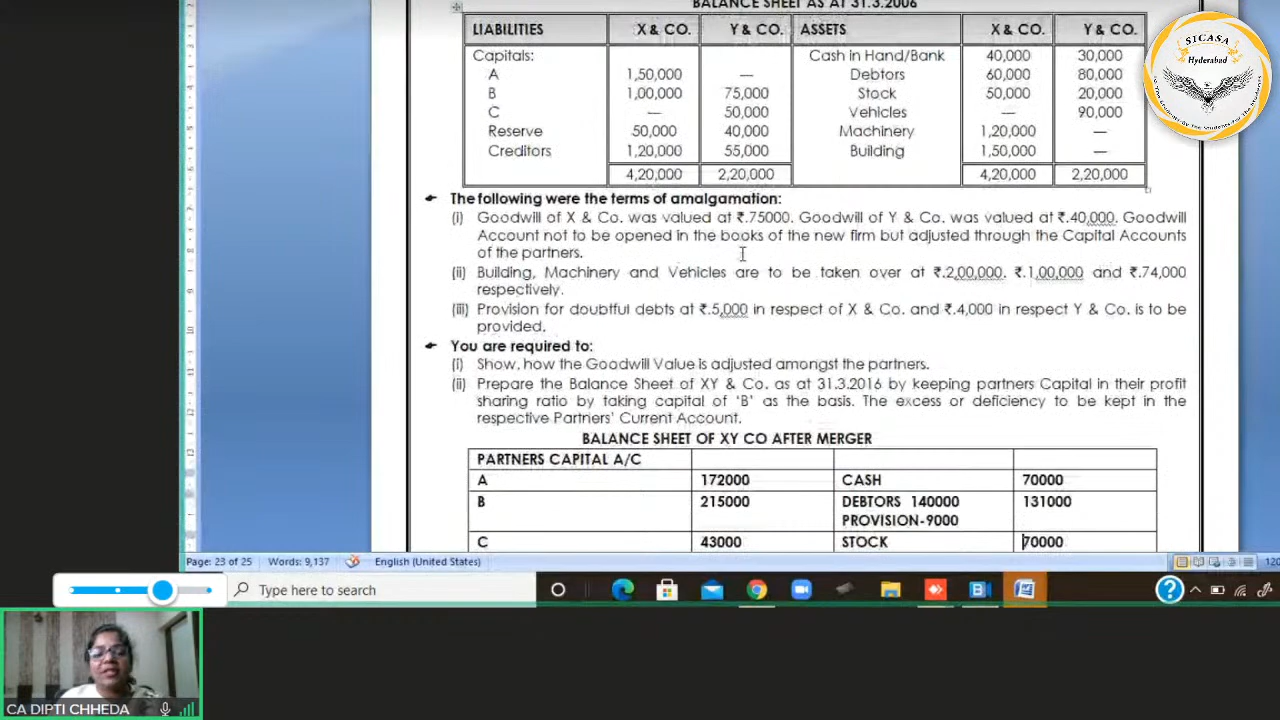 BALANCE SHEET AS AT 31.3.2006
LIABILITIES X & CO. Y & CO. ASSETS X & CO. Y & CO.
Capitals: Cash in Hand/Bank 40,000 30,000
A 1,50,000 — Debtors 60,000 80,000
B 1,00,000 75,000 Stock 50,000 20,000
C — 50,000 Vehicles — 90,000
Reserve 50,000 40,000 Machinery 1,20,000 —
Creditors 1,20,000 55,000 Building 1,50,000 —
4,20,000 2,20,000 4,20,000 2,20,000
The following were the terms of amalgamation:
(i) Goodwill of X & Co. was valued at ₹.75000. Goodwill of Y & Co. was valued at ₹.40,000. Goodwill
Account not to be opened in the books of the new firm but adjusted through the Capital Accounts
of the partners.
(ii) Building, Machinery and Vehicles are to be taken over at ₹.2,00,000. ₹.1,00,000 and ₹.74,000
respectively.
(iii) Provision for doubtful debts at ₹.5,000 in respect of X & Co. and ₹.4,000 in respect Y & Co. is to be
provided.
You are required to:
(i) Show, how the Goodwill Value is adjusted amongst the partners.
(ii) Prepare the Balance Sheet of XY & Co. as at 31.3.2016 by keeping partners Capital in their profit
sharing ratio by taking capital of ‘B’ as the basis. The excess or deficiency to be kept in the
respective Partners’ Current Account.
BALANCE SHEET OF XY CO AFTER MERGER
PARTNERS CAPITAL A/C
A 172000 CASH 70000
B 215000 DEBTORS 140000 131000
PROVISION-9000
C 43000 STOCK 70000
Page: 23 of 25 Words: 9,137 English (United States) 120
Type here to search
CA DIPTI CHHEDA
SICASA
Hyderabad